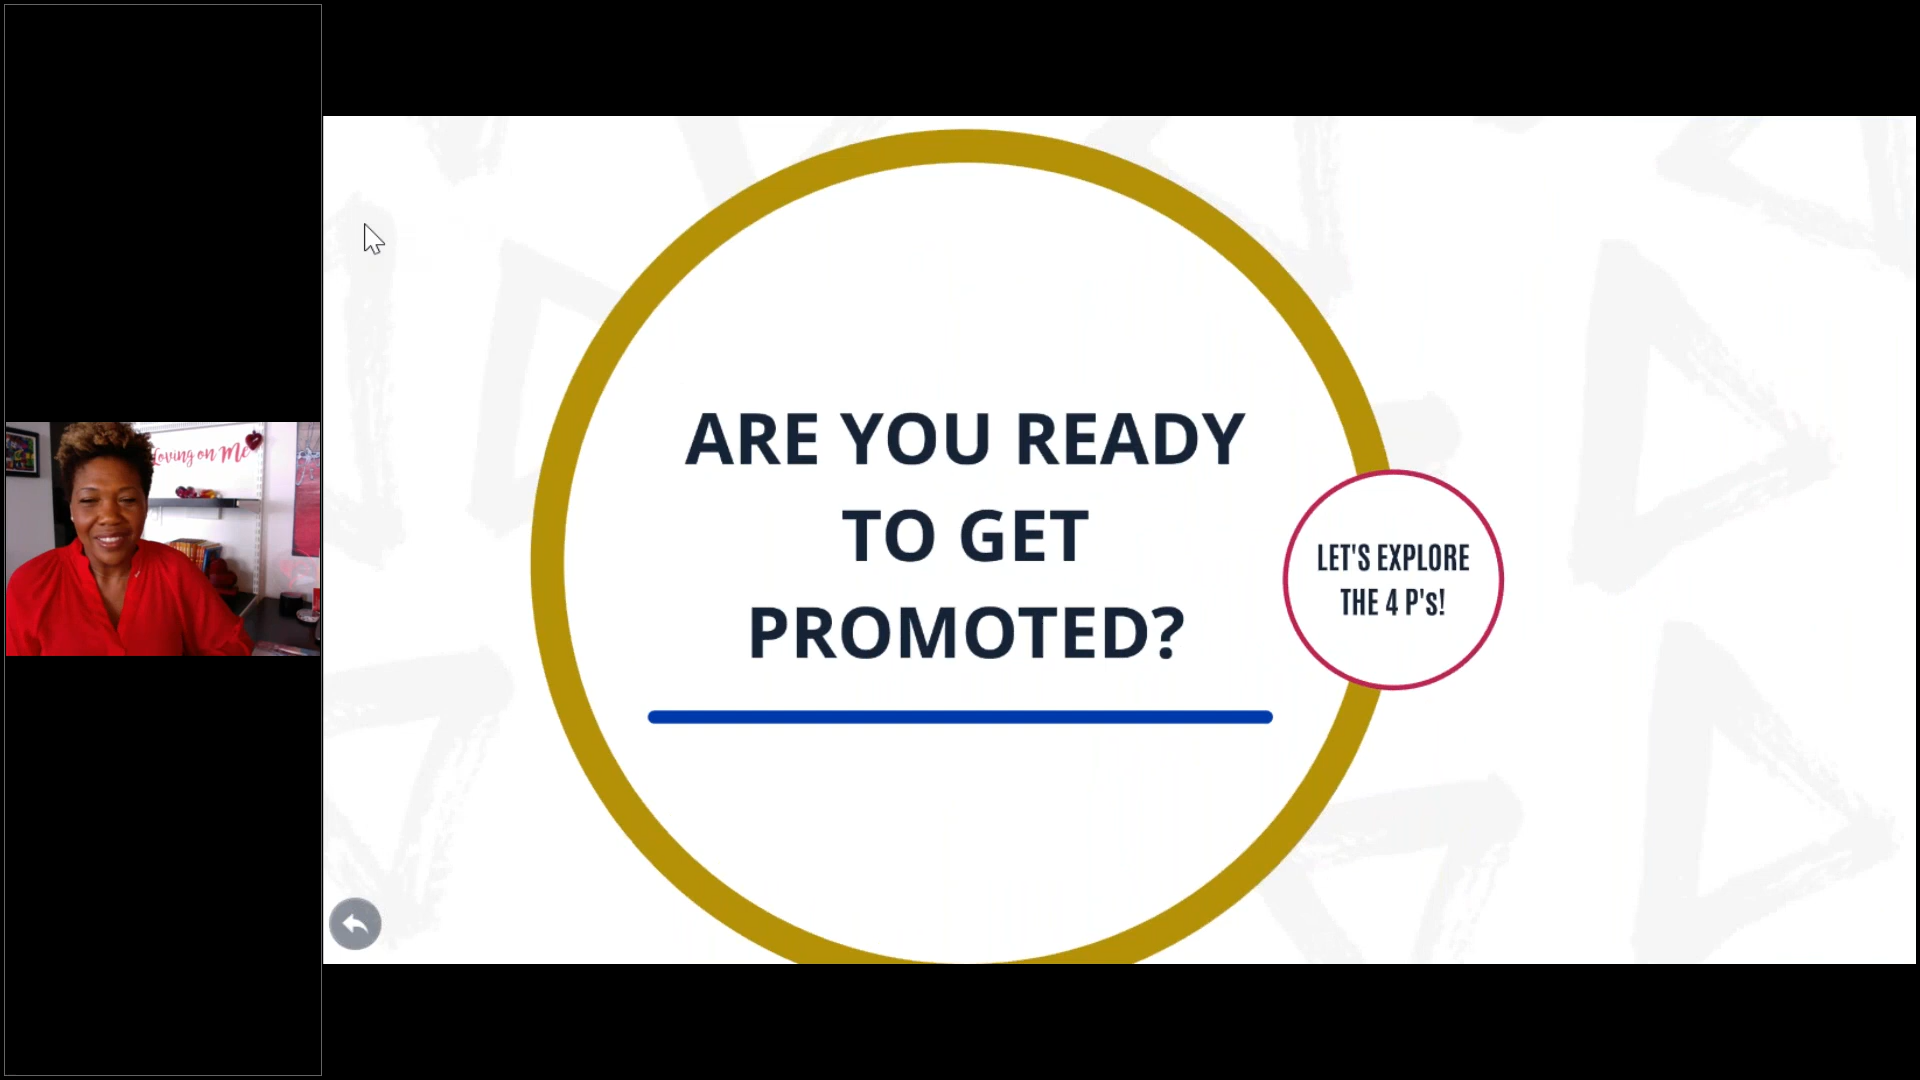 Loving on Me
ARE YOU READY
TO GET
PROMOTED?
LET'S EXPLORE
THE 4 P's!